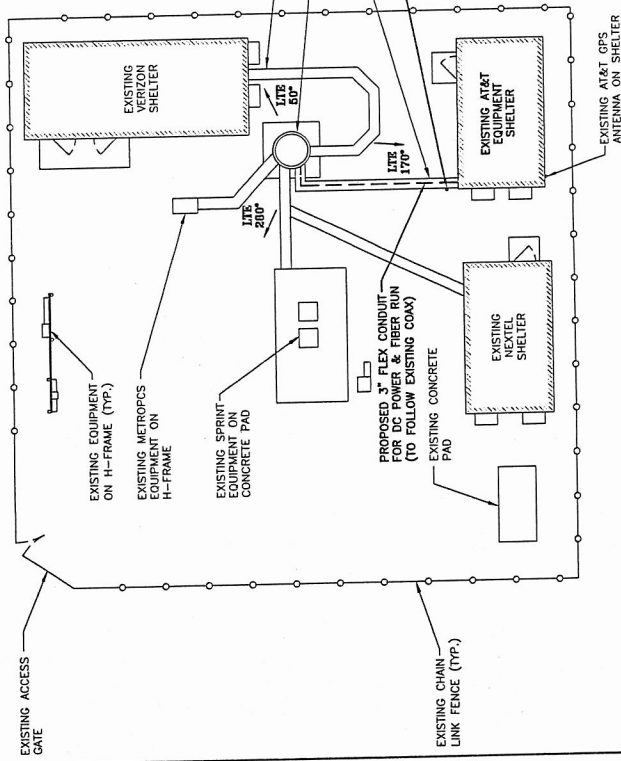 EXISTING ACCESS
GATE
EXISTING EQUIPMENT
ON H-FRAME (TYP.)
EXISTING
VERIZON
SHELTER
EXISTING METROPCS
EQUIPMENT ON
H-FRAME
EXISTING SPRINT
EQUIPMENT ON
CONCRETE PAD
LTE
50°
LTE
280°
LTE
170°
PROPOSED 3" FLEX CONDUIT
FOR DC POWER & FIBER RUN
(TO FOLLOW EXISTING COAX)
EXISTING CONCRETE
PAD
EXISTING CHAIN
LINK FENCE (TYP.)
EXISTING
NEXTEL
SHELTER
EXISTING AT&T
EQUIPMENT
SHELTER
EXISTING AT&T GPS
ANTENNA ON SHELTER